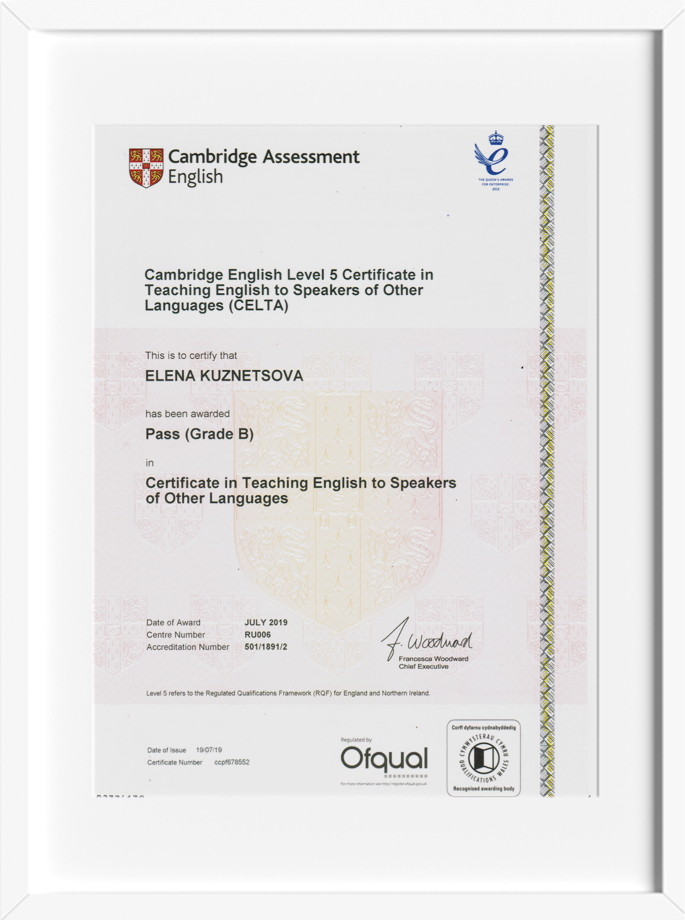 Cambridge Assessment
English
THE QUEEN'S AWARDS
FOR ENTERPRISE
Cambridge English Level 5 Certificate in
Teaching English to Speakers of Other
Languages (CELTA)
This is to certify that
ELENA KUZNETSOVA
has been awarded
Pass (Grade B)
in
Certificate in Teaching English to Speakers
of Other Languages
Date of Award JULY 2019
Centre Number RU006
Accreditation Number 501/1891/2
F. Woodward
Francesca Woodward
Chief Executive
Level 5 refers to the Regulated Qualifications Framework (RQF) for England and Northern Ireland.
Date of Issue 19/07/19
Certificate Number ccpf678552
Regulated by
Ofqual
For more information see http://register.ofqual.gov.uk
Corff dyfarnu cydnabyddedig
CYMWYSTERAU CYMRU
QUALIFICATIONS WALES
Recognised awarding body